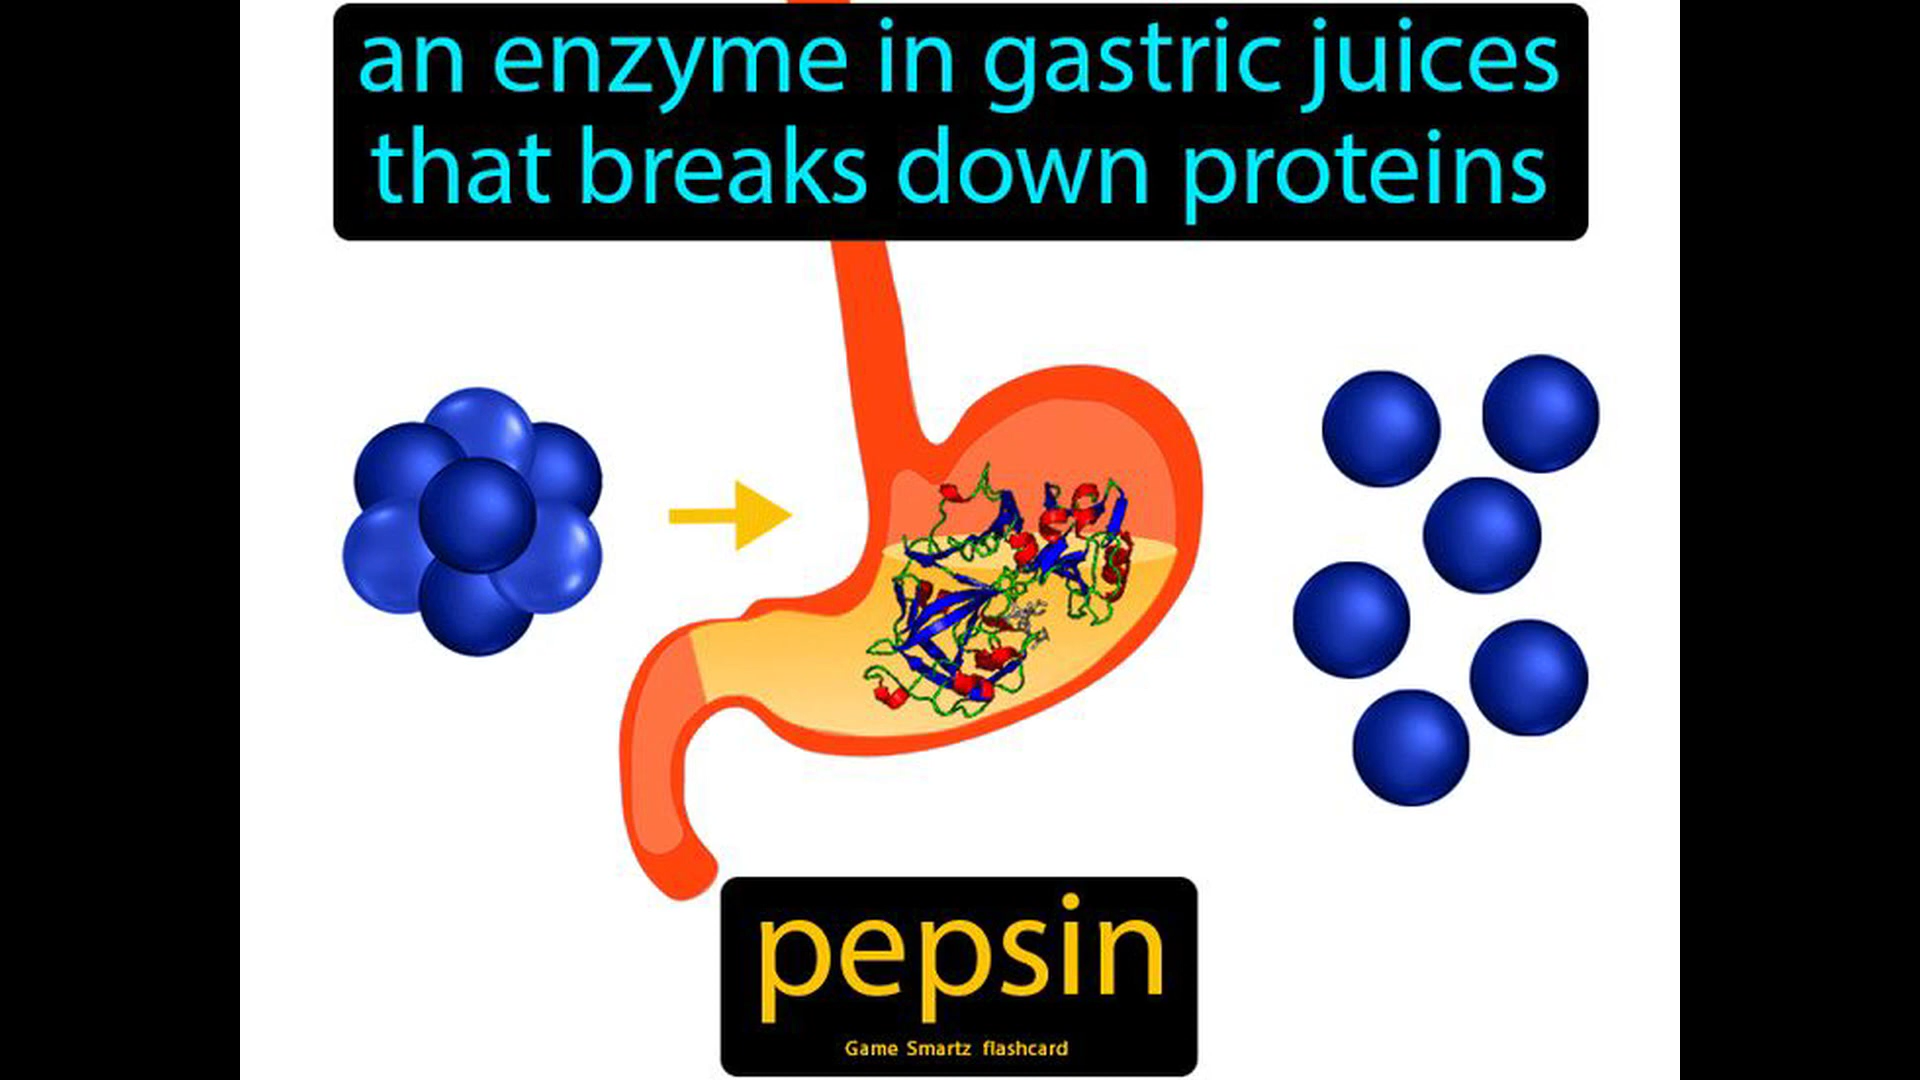 an enzyme in gastric juices
that breaks down proteins
pepsin
Game Smartz flashcard